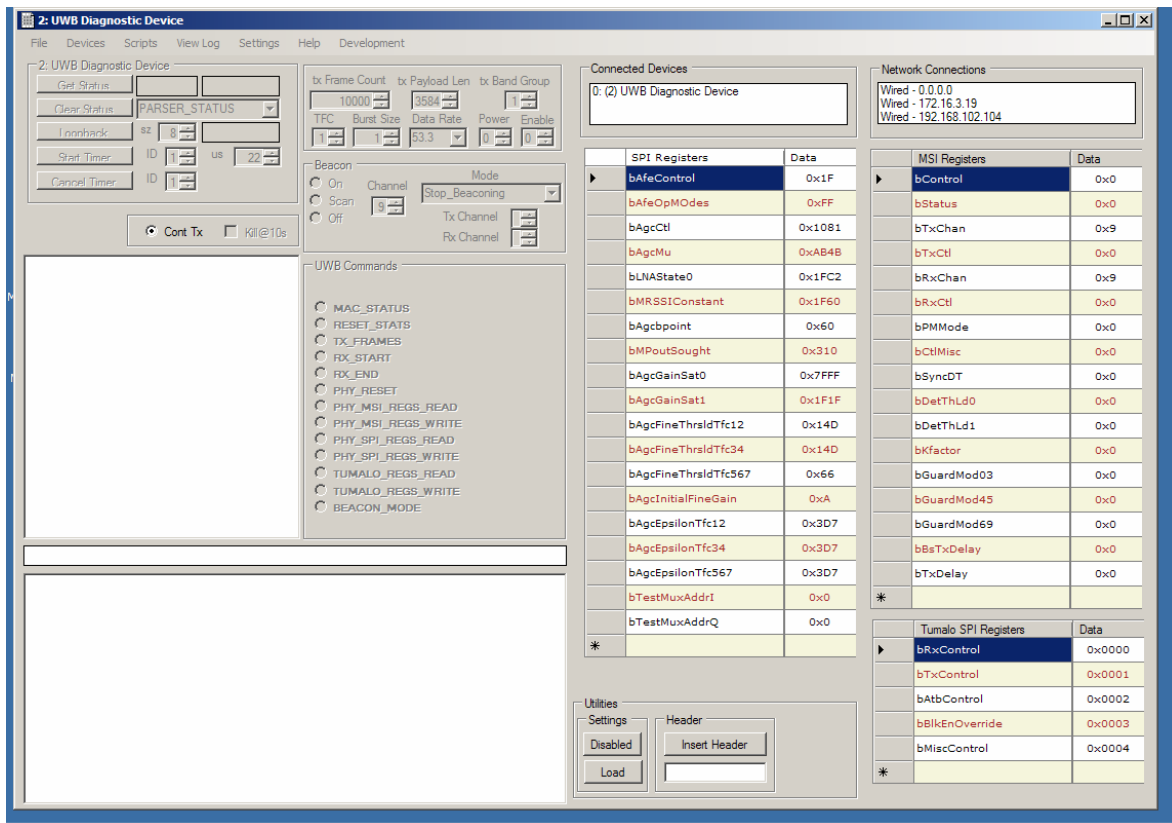 2: UWB Diagnostic Device
File Devices Scripts View Log Settings Help Development
2: UWB Diagnostic Device
Get Status
Clear Status PARSER_STATUS
Loopback sz 8
Start Timer ID 1 us 22
Cancel Timer ID 1
Cont Tx Kill@10s
tx Frame Count tx Payload Len tx Band Group
10000 3584 1
TFC Burst Size Data Rate Power Enable
1 1 53.3 0 0
Beacon
On Channel Mode
Scan 9 Stop_Beaconing
Off Tx Channel
Rx Channel
UWB Commands
MAC_STATUS
RESET_STATS
TX_FRAMES
RX_START
RX_END
PHY_RESET
PHY_MSI_REGS_READ
PHY_MSI_REGS_WRITE
PHY_SPI_REGS_READ
PHY_SPI_REGS_WRITE
TUMALO_REGS_READ
TUMALO_REGS_WRITE
BEACON_MODE
Connected Devices
0: (2) UWB Diagnostic Device
SPI Registers Data
bAfeControl 0x1F
bAfeOpMOdes 0xFF
bAgcCtl 0x1081
bAgcMu 0xAB4B
bLNAState0 0x1FC2
bMRSSIConstant 0x1F60
bAgcbpoint 0x60
bMPoutSought 0x310
bAgcGainSat0 0x7FFF
bAgcGainSat1 0x1F1F
bAgcFineThrsldTfc12 0x14D
bAgcFineThrsldTfc34 0x14D
bAgcFineThrsldTfc567 0x66
bAgcInitialFineGain 0xA
bAgcEpsilonTfc12 0x3D7
bAgcEpsilonTfc34 0x3D7
bAgcEpsilonTfc567 0x3D7
bTestMuxAddrI 0x0
bTestMuxAddrQ 0x0
Utilities
Settings
Disabled
Load
Header
Insert Header
Network Connections
Wired - 0.0.0.0
Wired - 172.16.3.19
Wired - 192.168.102.104
MSI Registers Data
bControl 0x0
bStatus 0x0
bTxChan 0x9
bTxCtl 0x0
bRxChan 0x9
bRxCtl 0x0
bPMMode 0x0
bCtlMisc 0x0
bSyncDT 0x0
bDetThLd0 0x0
bDetThLd1 0x0
bKfactor 0x0
bGuardMod03 0x0
bGuardMod45 0x0
bGuardMod69 0x0
bBsTxDelay 0x0
bTxDelay 0x0
Tumalo SPI Registers Data
bRxControl 0x0000
bTxControl 0x0001
bAtbControl 0x0002
bBlkEnOverride 0x0003
bMiscControl 0x0004